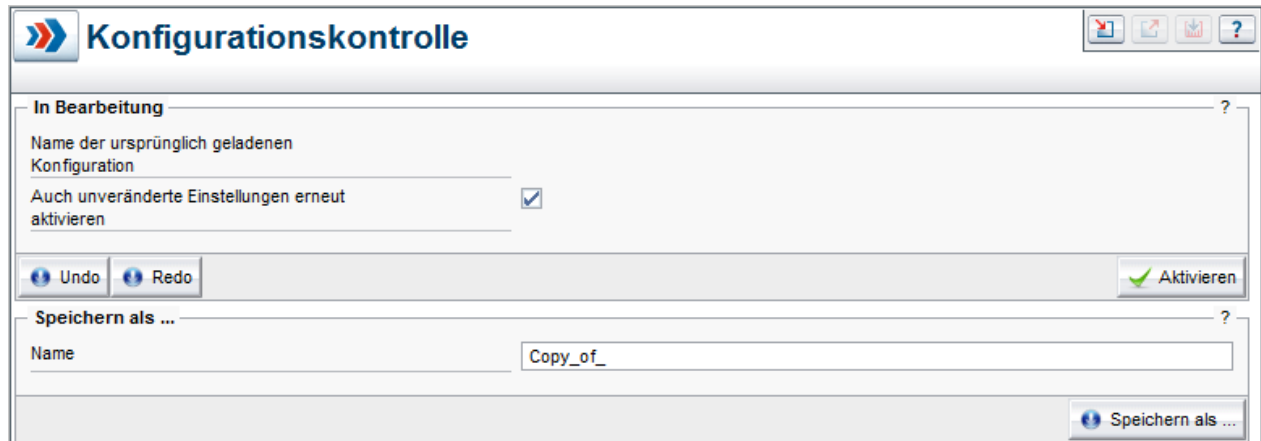 Konfigurationskontrolle
?
In Bearbeitung
?
Name der ursprünglich geladenen
Konfiguration
Auch unveränderte Einstellungen erneut
aktivieren
Undo Redo Aktivieren
Speichern als ...
?
Name Copy_of_
Speichern als ...